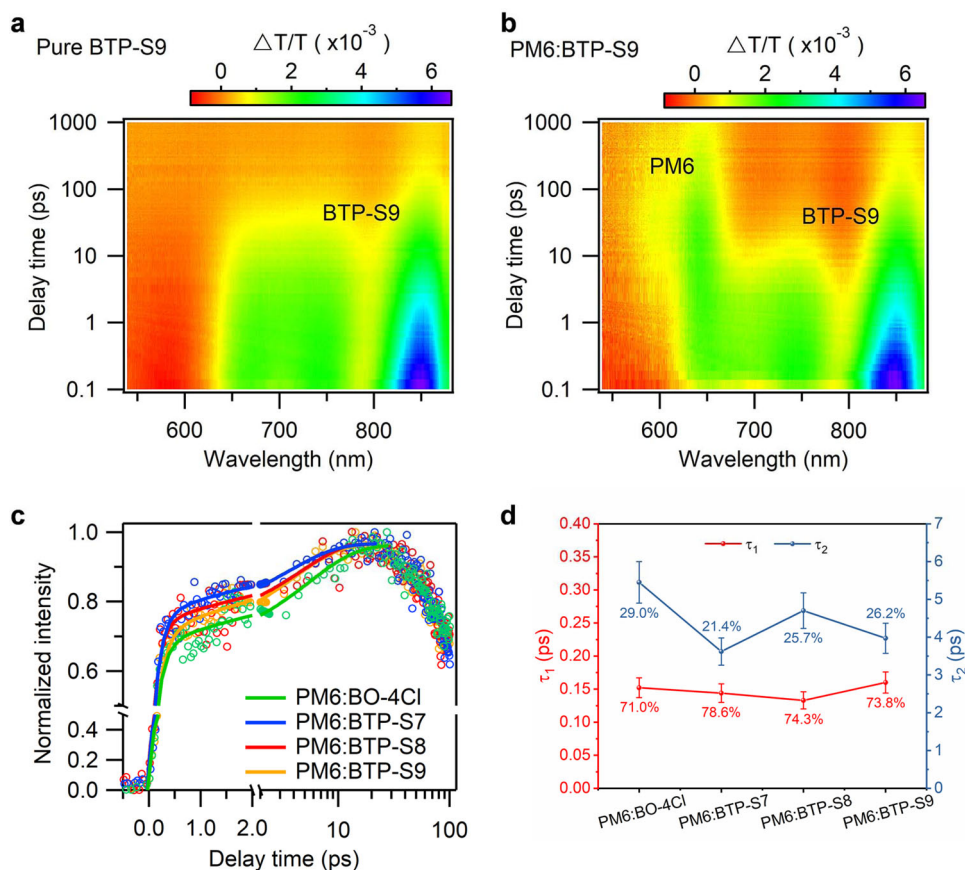 a
Pure BTP-S9
△T/T ( x10⁻³)
0 2 4 6
1000
100
10
1
0.1
Delay time (ps)
BTP-S9
600 700 800
Wavelength (nm)
b
PM6:BTP-S9
△T/T ( x10⁻³)
0 2 4 6
1000
100
10
1
0.1
Delay time (ps)
PM6
BTP-S9
600 700 800
Wavelength (nm)
c
1.0
0.8
0.6
0.4
0.2
0.0
Normalized intensity
PM6:BO-4Cl
PM6:BTP-S7
PM6:BTP-S8
PM6:BTP-S9
0.0 1.0 2.0 10 100
Delay time (ps)
d
0.40
0.35
0.30
0.25
0.20
0.15
0.10
0.05
0.00
τ₁ (ps)
τ₁ τ₂
29.0% 21.4% 25.7% 26.2%
71.0% 78.6% 74.3% 73.8%
7
6
5
4
3
2
1
0
τ₂ (ps)
PM6:BO-4Cl PM6:BTP-S7 PM6:BTP-S8 PM6:BTP-S9